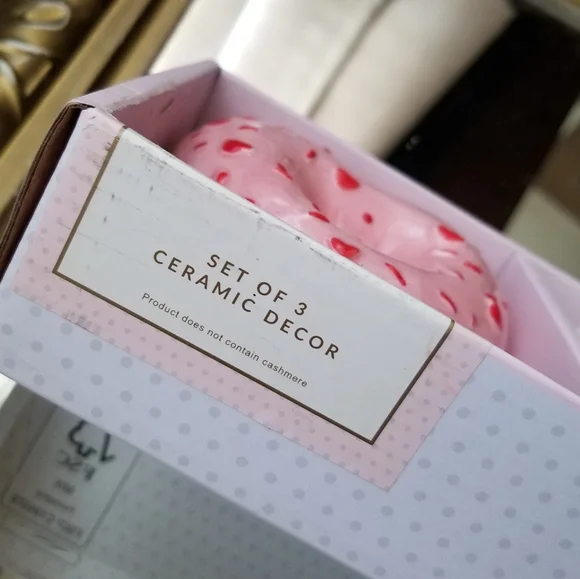 SET OF 3
CERAMIC DECOR
Product does not contain cashmere